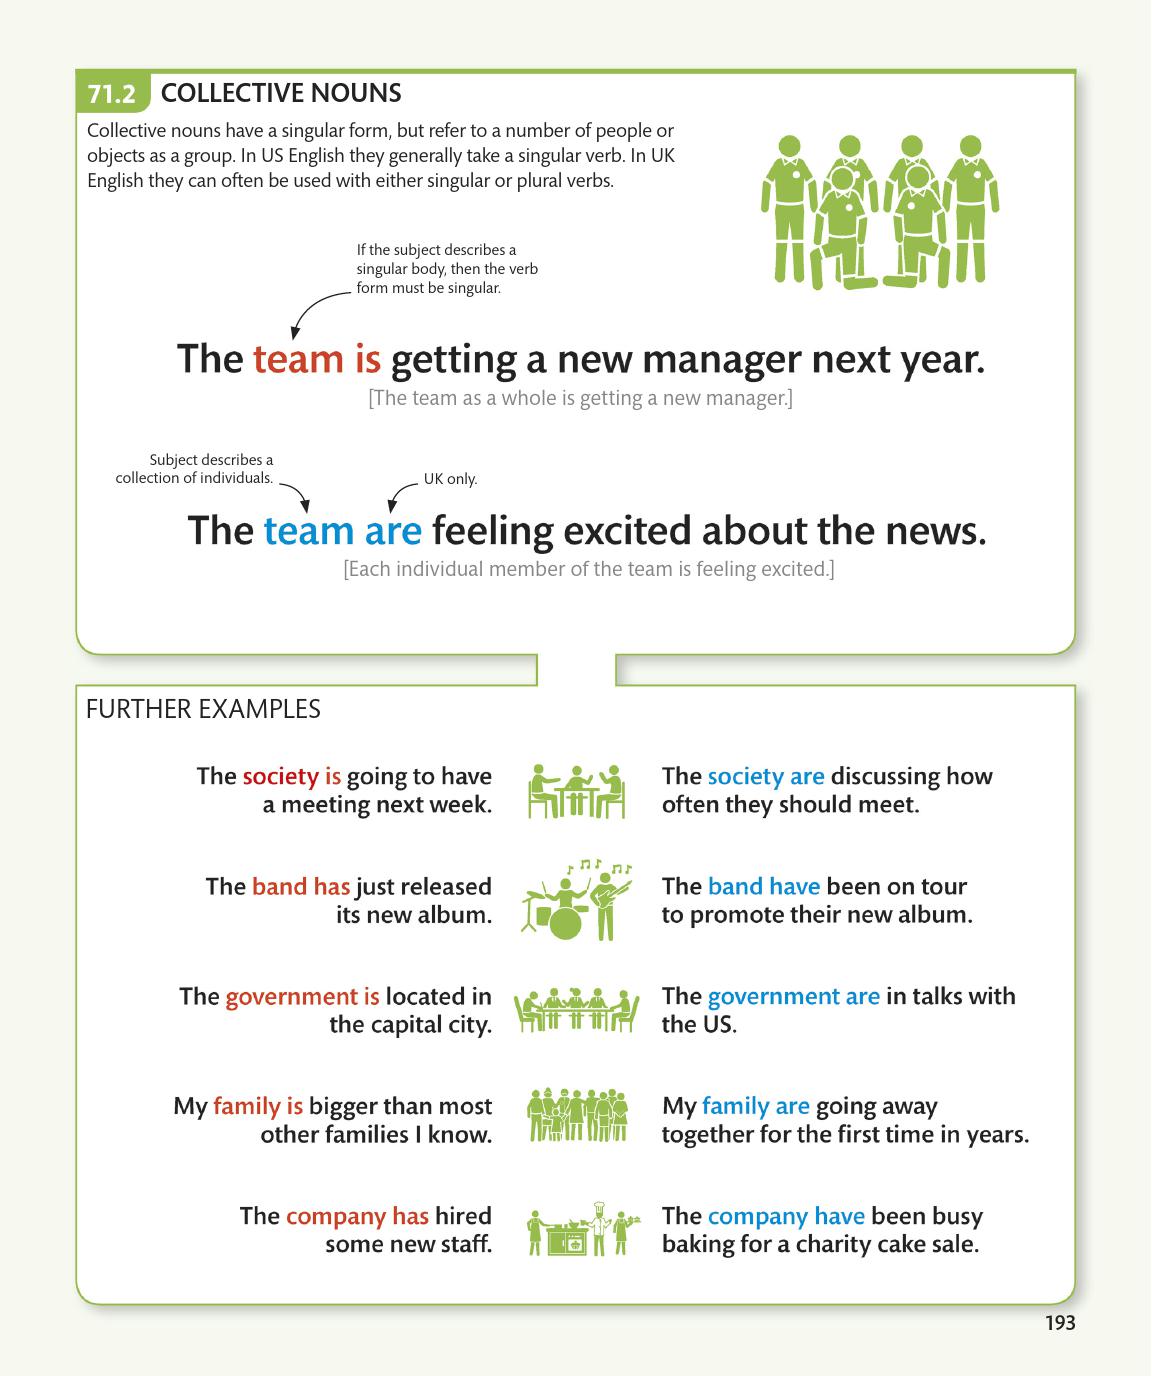 71.2 COLLECTIVE NOUNS
Collective nouns have a singular form, but refer to a number of people or
objects as a group. In US English they generally take a singular verb. In UK
English they can often be used with either singular or plural verbs.
If the subject describes a
singular body, then the verb
form must be singular.
The team is getting a new manager next year.
[The team as a whole is getting a new manager.]
Subject describes a
collection of individuals.
UK only.
The team are feeling excited about the news.
[Each individual member of the team is feeling excited.]
FURTHER EXAMPLES
The society is going to have
a meeting next week.
The society are discussing how
often they should meet.
The band has just released
its new album.
The band have been on tour
to promote their new album.
The government is located in
the capital city.
The government are in talks with
the US.
My family is bigger than most
other families I know.
My family are going away
together for the first time in years.
The company has hired
some new staff.
The company have been busy
baking for a charity cake sale.
193